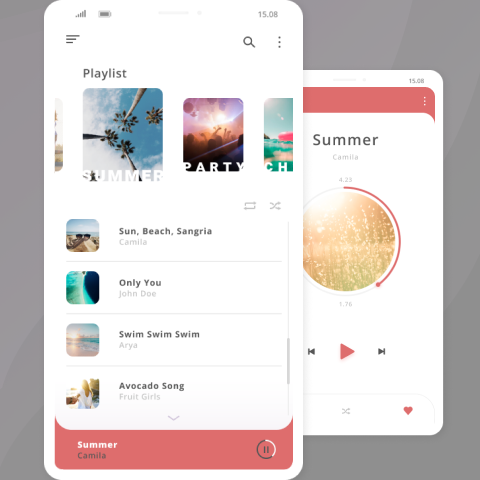 15.08
Playlist
SUMMER
PARTY
CH
Sun, Beach, Sangria
Camila
Only You
John Doe
Swim Swim Swim
Arya
Avocado Song
Fruit Girls
Summer
Camila
15.08
Summer
Camila
4.23
1.76